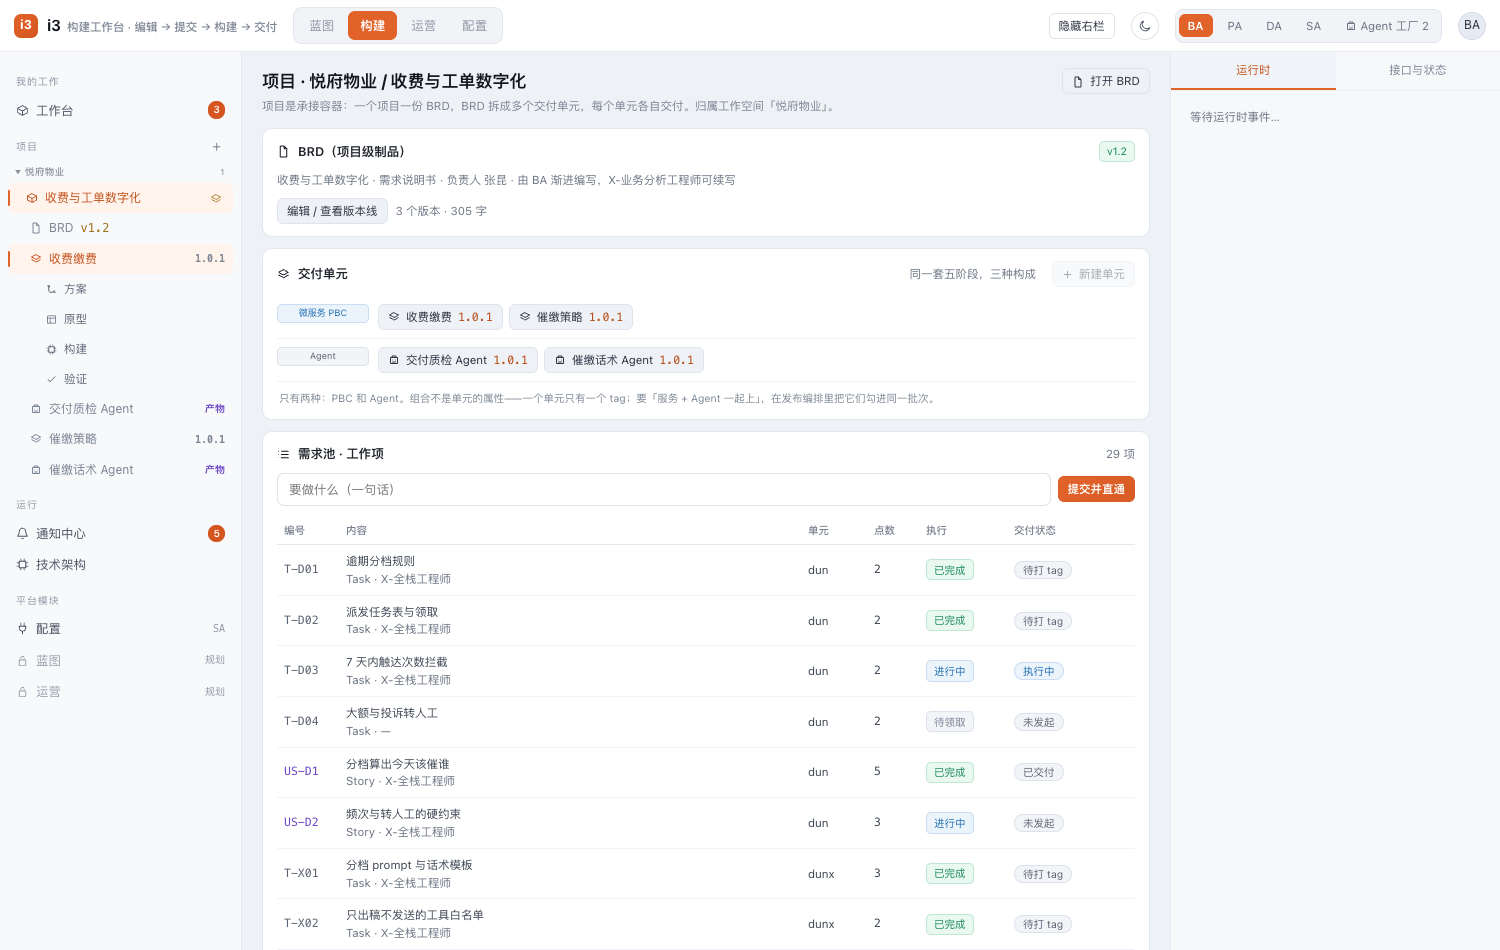 i3 i3 构建工作台 · 编辑 → 提交 → 构建 → 交付 蓝图 构建 运营 配置 隐藏右栏 BA PA DA SA Agent 工厂 2 BA
我的工作
工作台 3
项目 +
悦府物业 1
收费与工单数字化
BRD v1.2
收费缴费 1.0.1
方案
原型
构建
验证
交付质检 Agent 产物
催缴策略 1.0.1
催缴话术 Agent 产物
运行
通知中心 5
技术架构
平台模块
配置 SA
蓝图 规划
运营 规划
项目 · 悦府物业 / 收费与工单数字化 打开 BRD
项目是承接容器：一个项目一份 BRD，BRD 拆成多个交付单元，每个单元各自交付。归属工作空间「悦府物业」。
BRD（项目级制品） v1.2
收费与工单数字化 · 需求说明书 · 负责人 张昆 · 由 BA 渐进编写，X-业务分析工程师可续写
编辑 / 查看版本线 3 个版本 · 305 字
交付单元 同一套五阶段，三种构成 + 新建单元
微服务 PBC 收费缴费 1.0.1 催缴策略 1.0.1
Agent 交付质检 Agent 1.0.1 催缴话术 Agent 1.0.1
只有两种：PBC 和 Agent。组合不是单元的属性——一个单元只有一个 tag；要「服务 + Agent 一起上」，在发布编排里把它们勾进同一批次。
需求池 · 工作项 29 项
要做什么（一句话） 提交并直通
编号 内容 单元 点数 执行 交付状态
T-D01 逾期分档规则 dun 2 已完成 待打 tag
Task · X-全栈工程师
T-D02 派发任务表与领取 dun 2 已完成 待打 tag
Task · X-全栈工程师
T-D03 7 天内触达次数拦截 dun 2 进行中 执行中
Task · X-全栈工程师
T-D04 大额与投诉转人工 dun 2 待领取 未发起
Task · —
US-D1 分档算出今天该催谁 dun 5 已完成 已交付
Story · X-全栈工程师
US-D2 频次与转人工的硬约束 dun 3 进行中 未发起
Story · X-全栈工程师
T-X01 分档 prompt 与话术模板 dunx 3 已完成 待打 tag
Task · X-全栈工程师
T-X02 只出稿不发送的工具白名单 dunx 2 已完成 待打 tag
Task · X-全栈工程师
运行时 接口与状态
等待运行时事件…